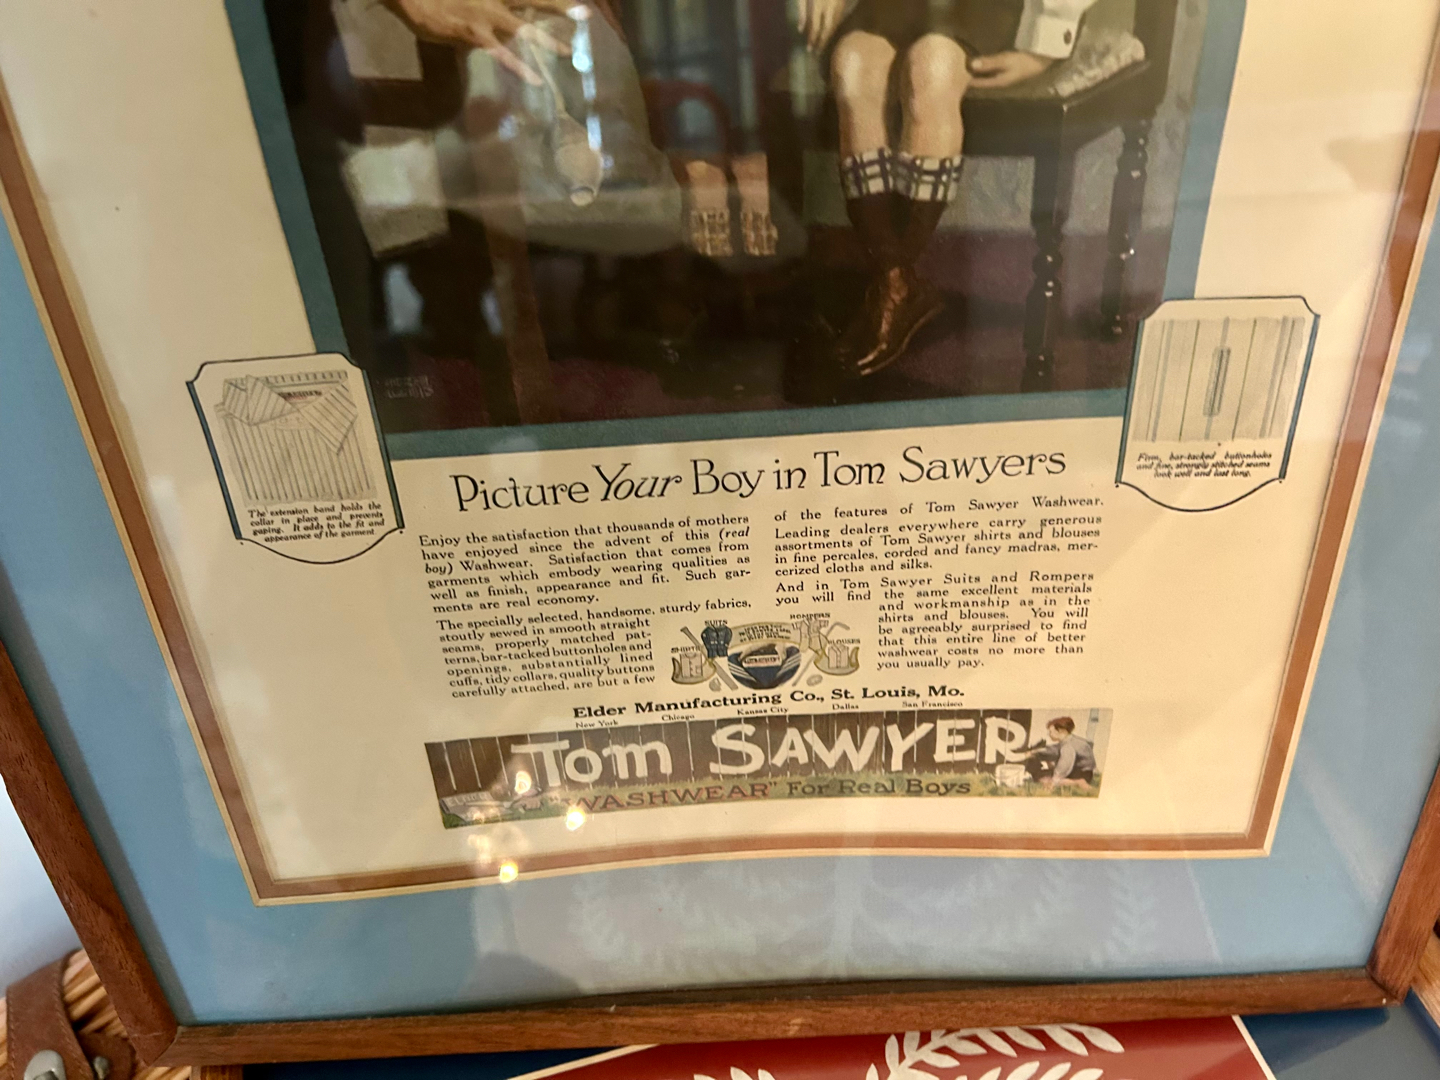 The extension band holds the
collar in place and prevents
gaping. It adds to the fit and
appearance of the garment.
Firm, bar-tacked buttonholes
and fine, strongly stitched seams
look well and last long.
Picture Your Boy in Tom Sawyers
Enjoy the satisfaction that thousands of mothers
have enjoyed since the advent of this (real
boy) Washwear. Satisfaction that comes from
garments which embody wearing qualities as
well as finish, appearance and fit. Such gar-
ments are real economy.
The specially selected, handsome, sturdy fabrics,
stoutly sewed in smooth straight
seams, properly matched pat-
terns, bar-tacked buttonholes and
openings, substantially lined
cuffs, tidy collars, quality buttons
carefully attached, are but a few
of the features of Tom Sawyer Washwear.
Leading dealers everywhere carry generous
assortments of Tom Sawyer shirts and blouses
in fine percales, corded and fancy madras, mer-
cerized cloths and silks.
And in Tom Sawyer Suits and Rompers
you will find the same excellent materials
and workmanship as in the
shirts and blouses. You will
be agreeably surprised to find
that this entire line of better
washwear costs no more than
you usually pay.
SUITS
ROMPERS
SHIRTS
BLOUSES
Elder Manufacturing Co., St. Louis, Mo.
New York Chicago Kansas City Dallas San Francisco
Tom SAWYER
"WASHWEAR" For Real Boys